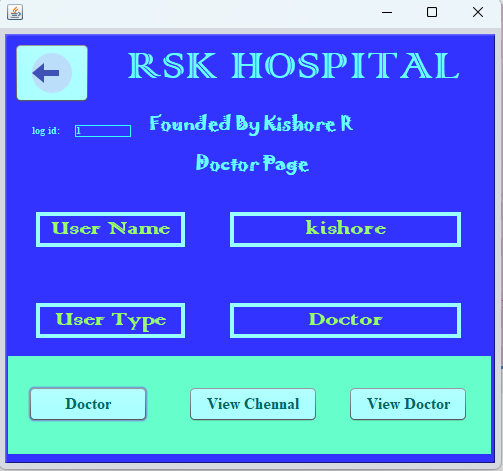 RSK HOSPITAL
log id: 1
Founded By Kishore R
Doctor Page
User Name kishore
User Type Doctor
Doctor View Chennal View Doctor